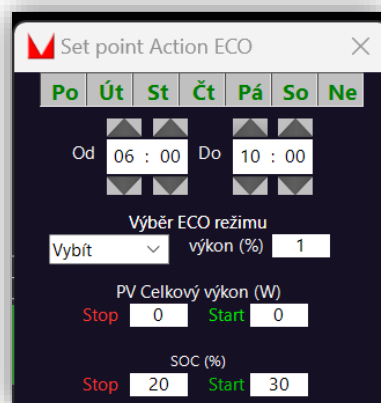 Set point Action ECO
Po Út St Čt Pá So Ne
Od 06 : 00 Do 10 : 00
Výběr ECO režimu
Vybít výkon (%) 1
PV Celkový výkon (W)
Stop 0 Start 0
SOC (%)
Stop 20 Start 30